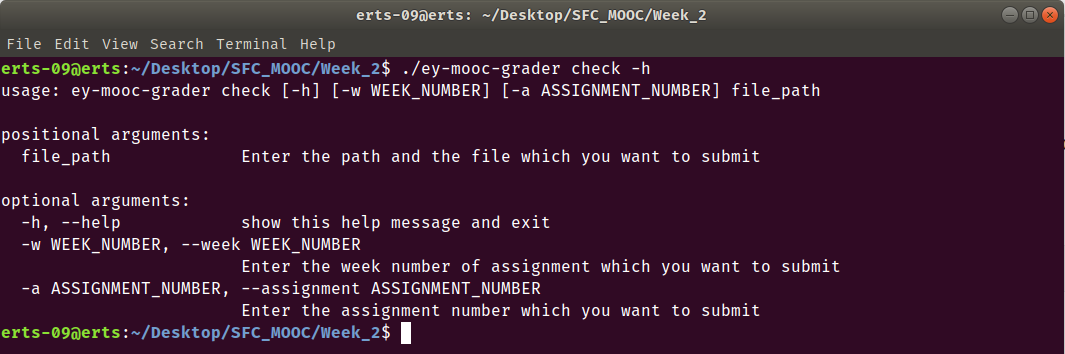 erts-09@erts: ~/Desktop/SFC_MOOC/Week_2
File Edit View Search Terminal Help
erts-09@erts:~/Desktop/SFC_MOOC/Week_2$ ./ey-mooc-grader check -h
usage: ey-mooc-grader check [-h] [-w WEEK_NUMBER] [-a ASSIGNMENT_NUMBER] file_path
positional arguments:
file_path Enter the path and the file which you want to submit
optional arguments:
-h, --help show this help message and exit
-w WEEK_NUMBER, --week WEEK_NUMBER
Enter the week number of assignment which you want to submit
-a ASSIGNMENT_NUMBER, --assignment ASSIGNMENT_NUMBER
Enter the assignment number which you want to submit
erts-09@erts:~/Desktop/SFC_MOOC/Week_2$